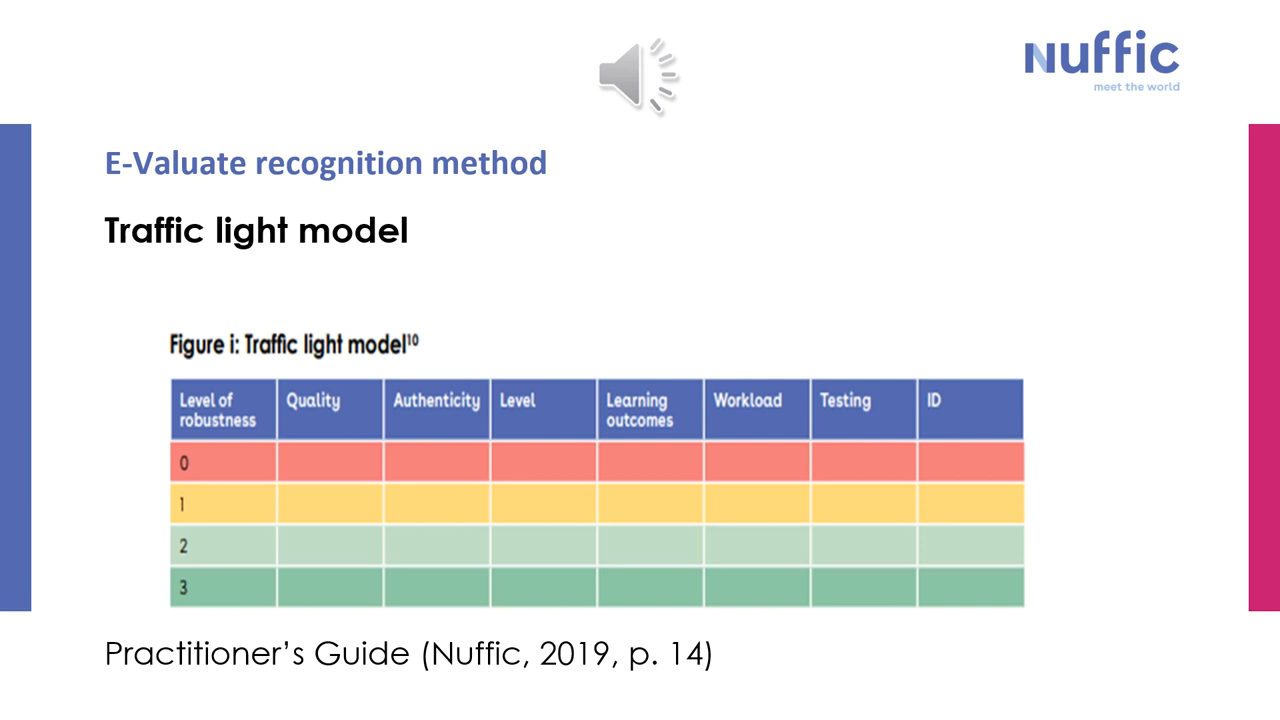 Nuffic
meet the world
E-Valuate recognition method
Traffic light model
Figure i: Traffic light model¹⁰
Level of robustness Quality Authenticity Level Learning outcomes Workload Testing ID
0
1
2
3
Practitioner’s Guide (Nuffic, 2019, p. 14)